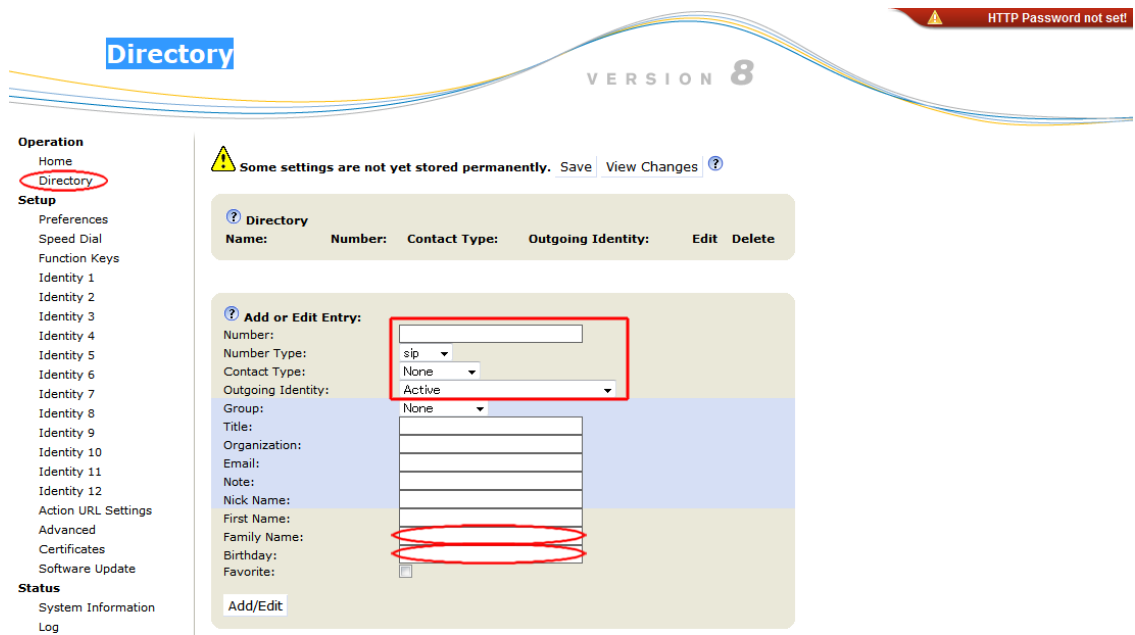 HTTP Password not set!
Directory
VERSION 8
Operation
Home
Directory
Setup
Preferences
Speed Dial
Function Keys
Identity 1
Identity 2
Identity 3
Identity 4
Identity 5
Identity 6
Identity 7
Identity 8
Identity 9
Identity 10
Identity 11
Identity 12
Action URL Settings
Advanced
Certificates
Software Update
Status
System Information
Log
Some settings are not yet stored permanently. Save View Changes ?
? Directory
Name: Number: Contact Type: Outgoing Identity: Edit Delete
? Add or Edit Entry:
Number:
Number Type: sip
Contact Type: None
Outgoing Identity: Active
Group: None
Title:
Organization:
Email:
Note:
Nick Name:
First Name:
Family Name:
Birthday:
Favorite:
Add/Edit